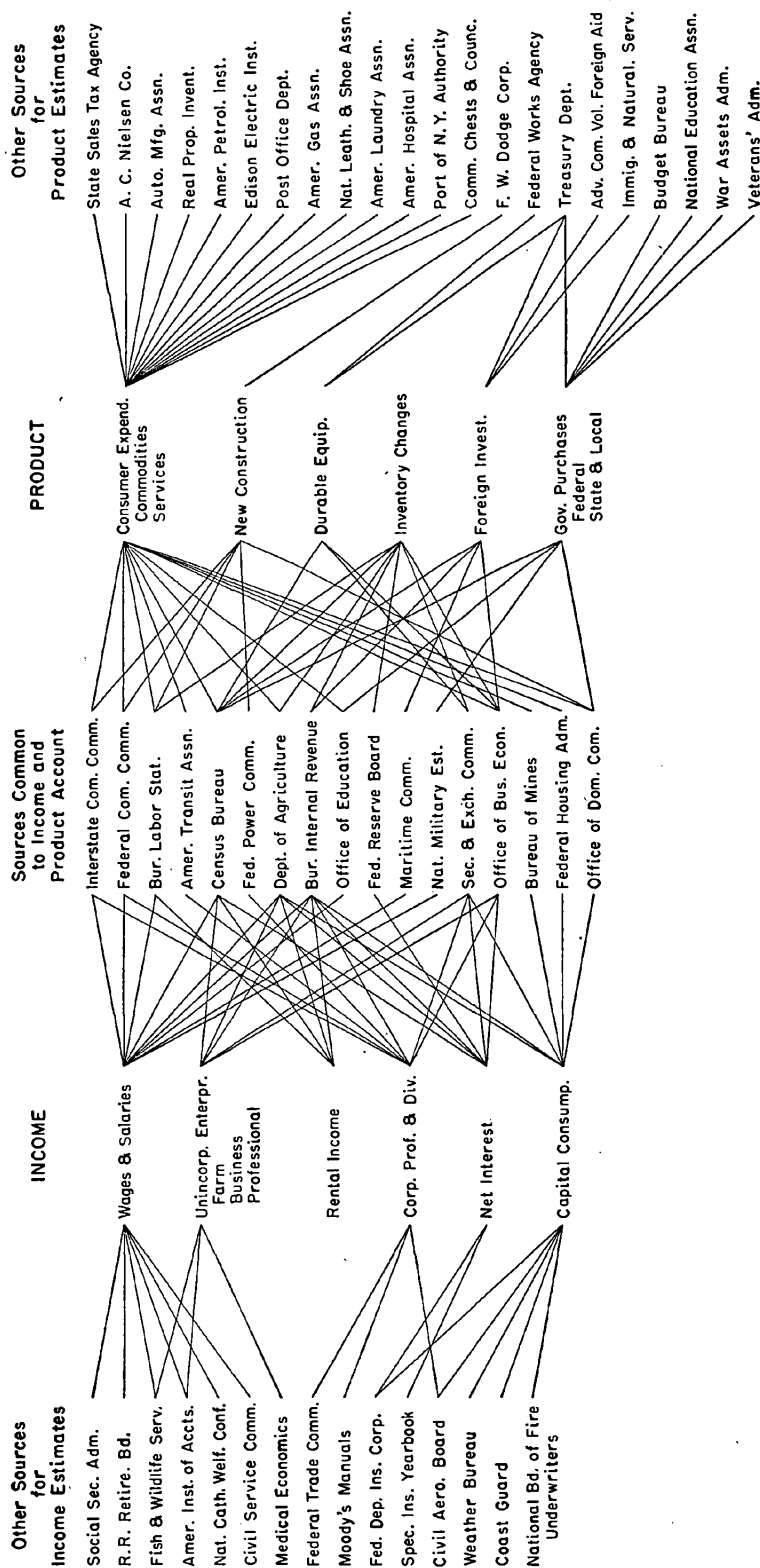 Other Sources
for
Income Estimates
Social Sec. Adm.
R.R. Retire. Bd.
Fish & Wildlife Serv.
Amer. Inst. of Accts.
Nat. Cath. Welf. Conf.
Civil Service Comm.
Medical Economics
Federal Trade Comm.
Moody's Manuals
Fed. Dep. Ins. Corp.
Spec. Ins. Yearbook
Civil Aero. Board
Weather Bureau
Coast Guard
National Bd. of Fire
Underwriters
INCOME
Wages & Salaries
Unincorp. Enterpr.
Farm
Business
Professional
Rental Income
Corp. Prof. & Div.
Net Interest
Capital Consump.
Sources Common
to Income and
Product Account
Interstate Com. Comm.
Federal Com. Comm.
Bur. Labor Stat.
Amer. Transit Assn.
Census Bureau
Fed. Power Comm.
Dept. of Agriculture
Bur. Internal Revenue
Office of Education
Fed. Reserve Board
Maritime Comm.
Nat. Military Est.
Sec. & Exch. Comm.
Office of Bus. Econ.
Bureau of Mines
Federal Housing Adm.
Office of Dom. Com.
PRODUCT
Consumer Expend.
Commodities
Services
New Construction
Durable Equip.
Inventory Changes
Foreign Invest.
Gov. Purchases
Federal
State & Local
Other Sources
for
Product Estimates
State Sales Tax Agency
A. C. Nielsen Co.
Auto. Mfg. Assn.
Real Prop. Invent.
Amer. Petrol. Inst.
Edison Electric Inst.
Post Office Dept.
Amer. Gas Assn.
Nat. Leath. & Shoe Assn.
Amer. Laundry Assn.
Amer. Hospital Assn.
Port of N.Y. Authority
Comm. Chests & Counc.
F. W. Dodge Corp.
Federal Works Agency
Treasury Dept.
Adv. Com. Vol. Foreign Aid
Immig. & Natural. Serv.
Budget Bureau
National Education Assn.
War Assets Adm.
Veterans' Adm.